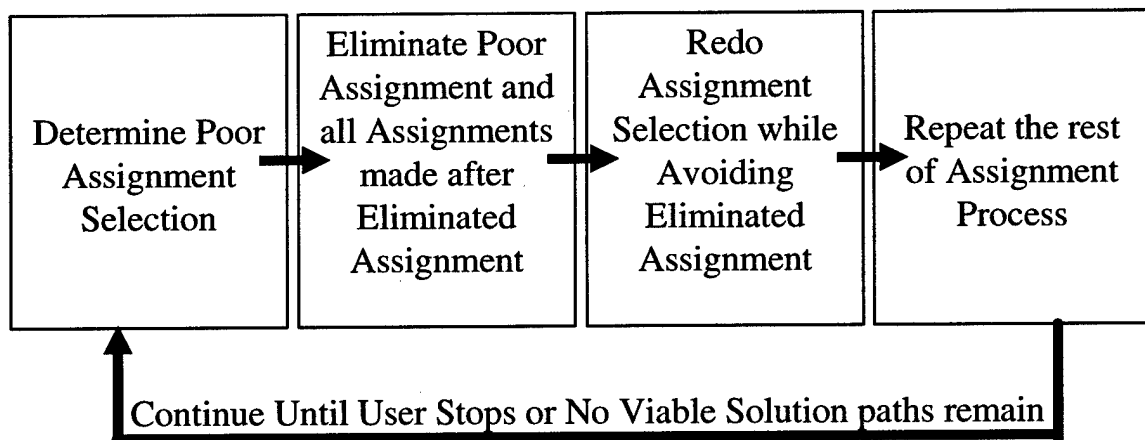 Determine Poor
Assignment
Selection
Eliminate Poor
Assignment and
all Assignments
made after
Eliminated
Assignment
Redo
Assignment
Selection while
Avoiding
Eliminated
Assignment
Repeat the rest
of Assignment
Process
Continue Until User Stops or No Viable Solution paths remain